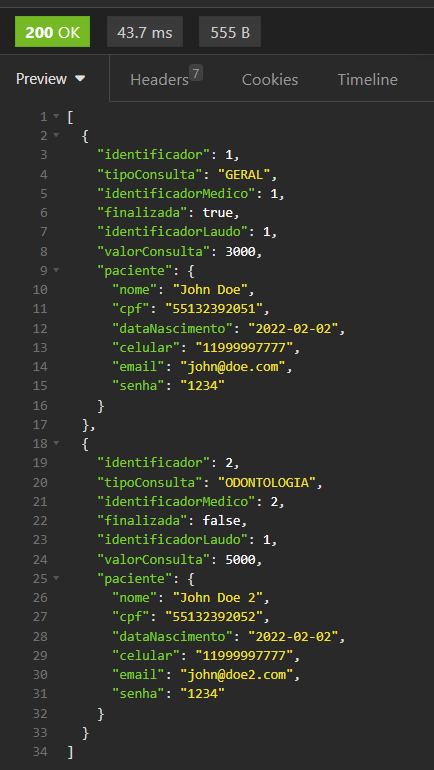 200 OK 43.7 ms 555 B
Preview Headers 7 Cookies Timeline
1 [
2 {
3 "identificador": 1,
4 "tipoConsulta": "GERAL",
5 "identificadorMedico": 1,
6 "finalizada": true,
7 "identificadorLaudo": 1,
8 "valorConsulta": 3000,
9 "paciente": {
10 "nome": "John Doe",
11 "cpf": "55132392051",
12 "dataNascimento": "2022-02-02",
13 "celular": "11999997777",
14 "email": "john@doe.com",
15 "senha": "1234"
16 }
17 },
18 {
19 "identificador": 2,
20 "tipoConsulta": "ODONTOLOGIA",
21 "identificadorMedico": 2,
22 "finalizada": false,
23 "identificadorLaudo": 1,
24 "valorConsulta": 5000,
25 "paciente": {
26 "nome": "John Doe 2",
27 "cpf": "55132392052",
28 "dataNascimento": "2022-02-02",
29 "celular": "11999997777",
30 "email": "john@doe2.com",
31 "senha": "1234"
32 }
33 }
34 ]